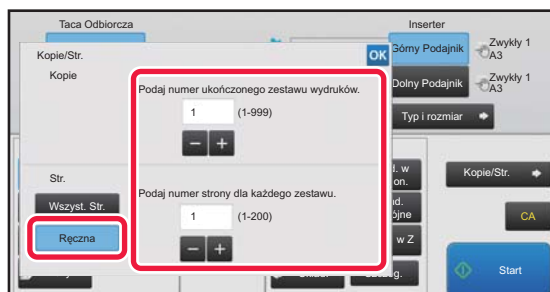 Taca Odbiorcza
Inserter
Kopie/Str.
OK
Górny Podajnik
Zwykły 1
A3
Kopie
Podaj numer ukończonego zestawu wydruków.
1 (1-999)
Dolny Podajnik
Zwykły 1
A3
Typ i rozmiar
− +
Str.
Podaj numer strony dla każdego zestawu.
Wszyst. Str.
1 (1-200)
Ręczna
− +
w
on.
Kopie/Str.
CA
w Z
Start